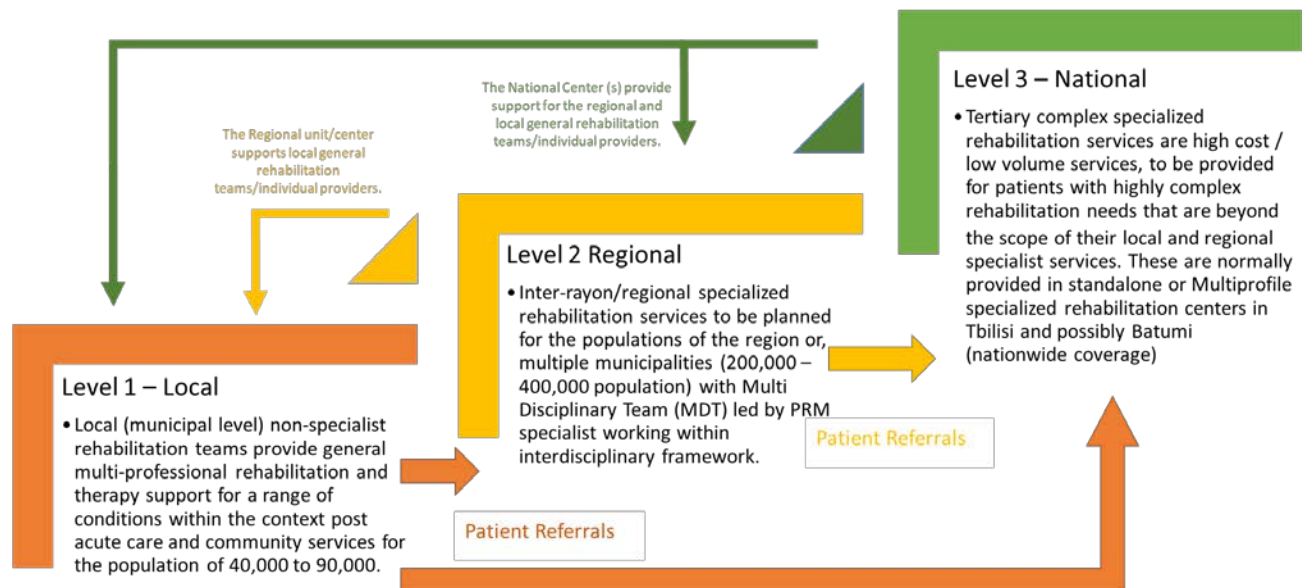 The National Center (s) provide
support for the regional and
local general rehabilitation
teams/individual providers.
The Regional unit/center
supports local general
rehabilitation
teams/individual providers.
Level 3 – National
• Tertiary complex specialized
rehabilitation services are high cost /
low volume services, to be provided
for patients with highly complex
rehabilitation needs that are beyond
the scope of their local and regional
specialist services. These are normally
provided in standalone or Multiprofile
specialized rehabilitation centers in
Tbilisi and possibly Batumi
(nationwide coverage)
Level 2 Regional
• Inter-rayon/regional specialized
rehabilitation services to be planned
for the populations of the region or,
multiple municipalities (200,000 –
400,000 population) with Multi
Disciplinary Team (MDT) led by PRM
specialist working within
interdisciplinary framework.
Patient Referrals
Level 1 – Local
• Local (municipal level) non-specialist
rehabilitation teams provide general
multi-professional rehabilitation and
therapy support for a range of
conditions within the context post
acute care and community services for
the population of 40,000 to 90,000.
Patient Referrals